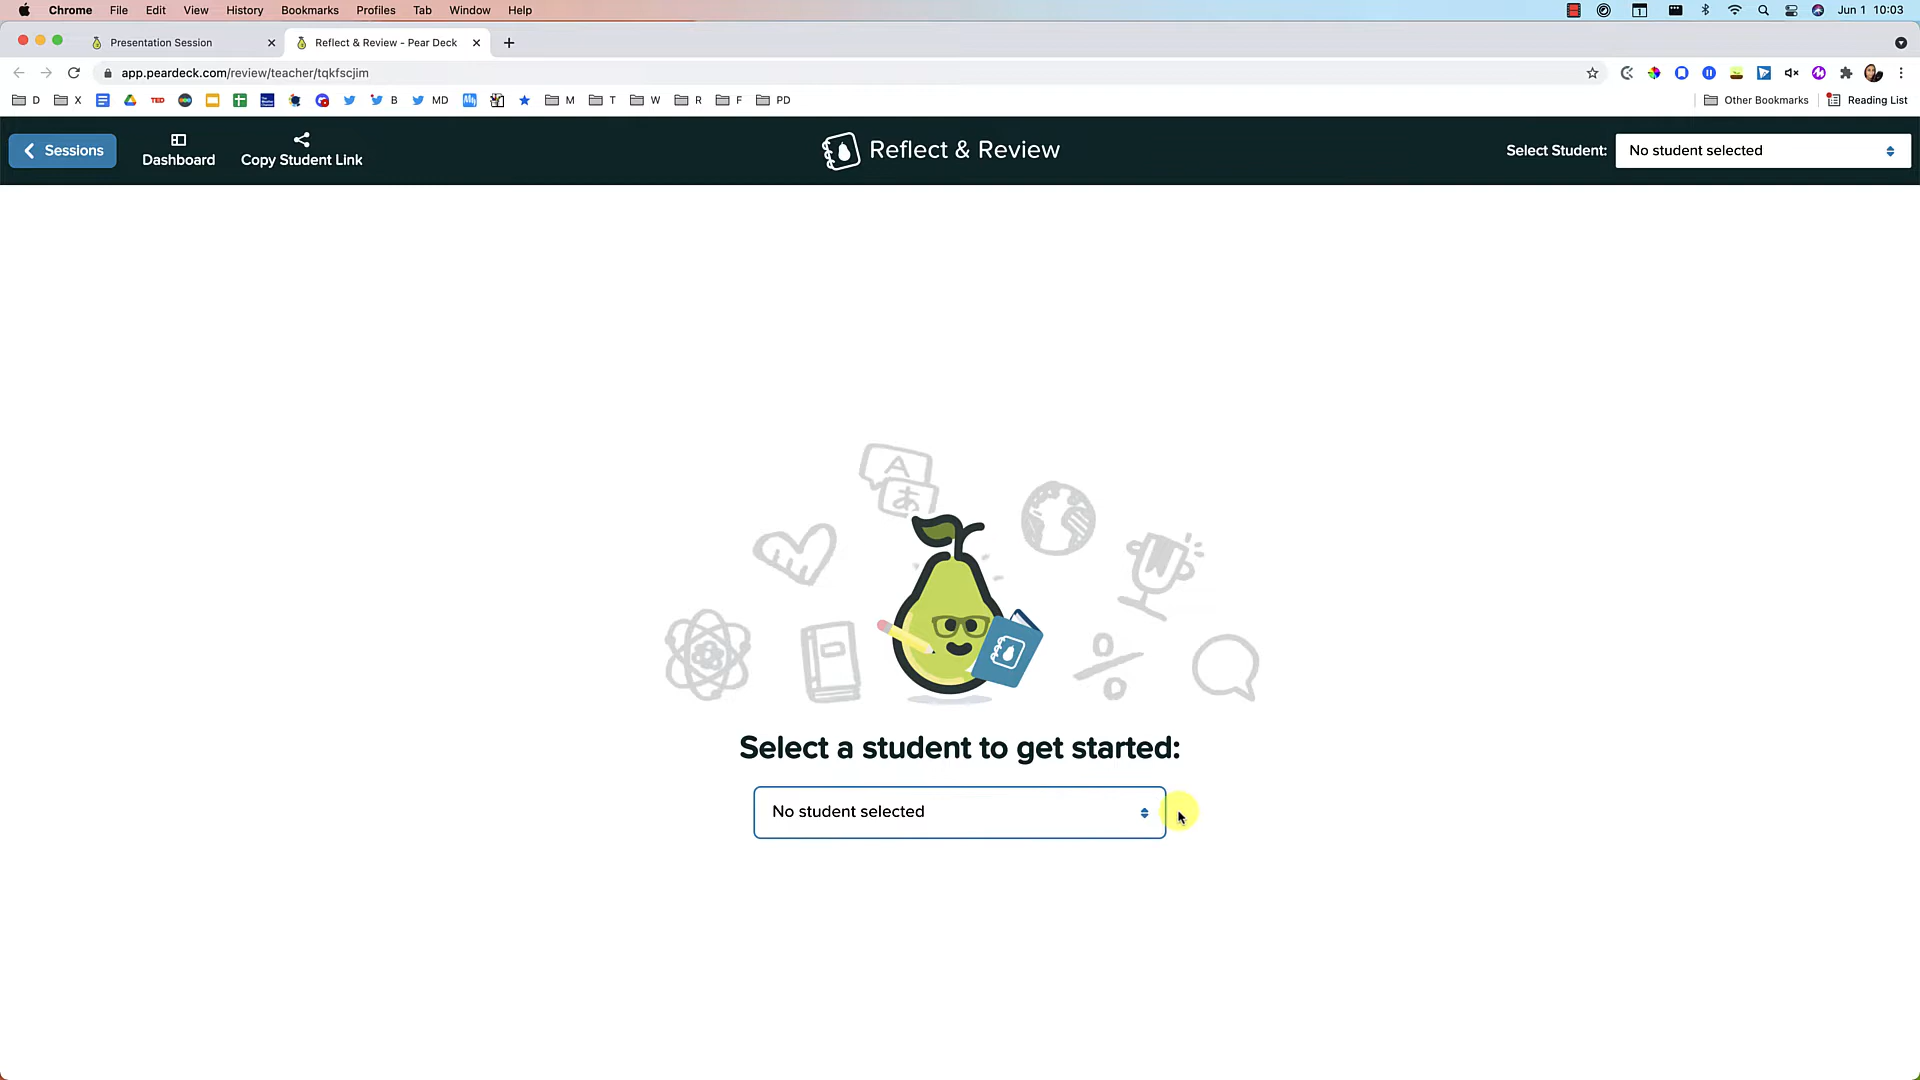 Chrome File Edit View History Bookmarks Profiles Tab Window Help
Jun 1 10:03
Presentation Session
Reflect & Review - Pear Deck
app.peardeck.com/review/teacher/tqkfscjim
D X TED B MD M T W R F PD
Other Bookmarks
Reading List
Sessions
Dashboard
Copy Student Link
Reflect & Review
Select Student:
No student selected
A
あ
Select a student to get started:
No student selected